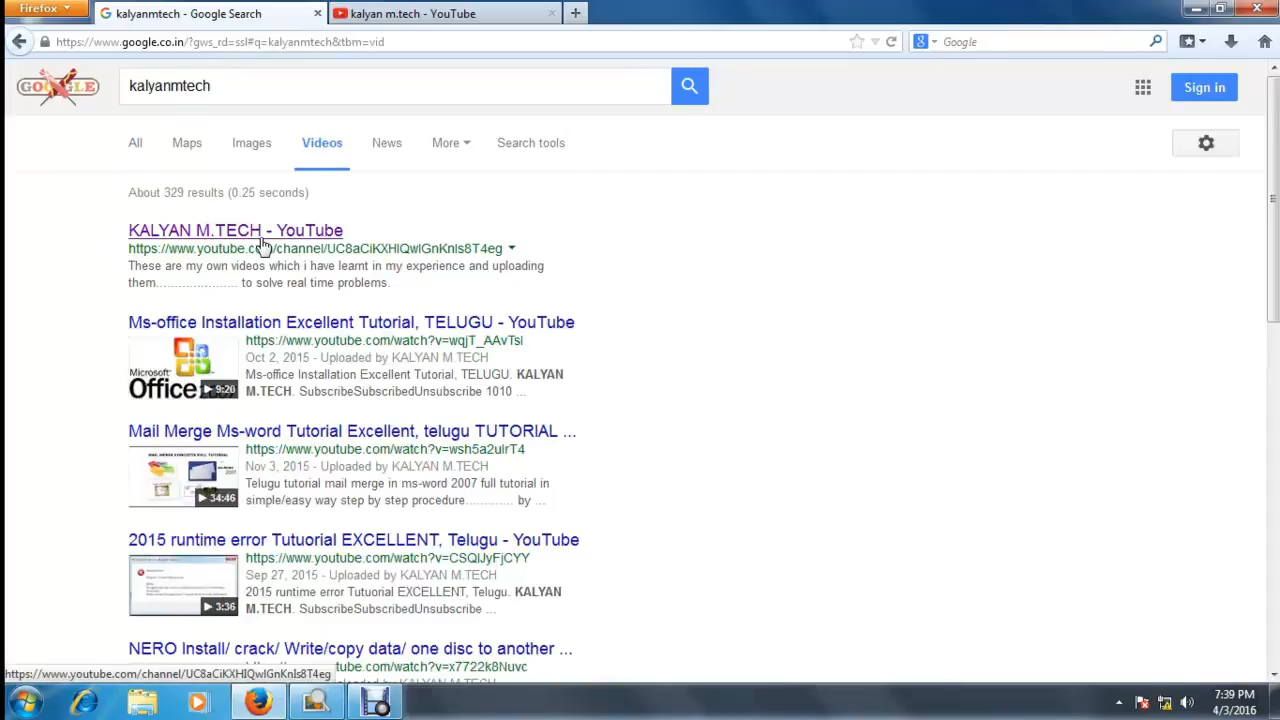 Firefox
kalyanmtech - Google Search
kalyan m.tech - YouTube
https://www.google.co.in/?gws_rd=ssl#q=kalyanmtech&tbm=vid
Google
GOOGLE
kalyanmtech
Sign in
All Maps Images Videos News More Search tools
About 329 results (0.25 seconds)
KALYAN M.TECH - YouTube
https://www.youtube.com/channel/UC8aCiKXHIQwlGnKnls8T4eg
These are my own videos which i have learnt in my experience and uploading
them...................... to solve real time problems.
Ms-office Installation Excellent Tutorial, TELUGU - YouTube
https://www.youtube.com/watch?v=wqjT_AAvTsI
Oct 2, 2015 - Uploaded by KALYAN M.TECH
Ms-office Installation Excellent Tutorial, TELUGU. KALYAN
M.TECH. SubscribeSubscribedUnsubscribe 1010 ...
Microsoft
Office
9:20
Mail Merge Ms-word Tutorial Excellent, telugu TUTORIAL ...
https://www.youtube.com/watch?v=wsh5a2ulrT4
Nov 3, 2015 - Uploaded by KALYAN M.TECH
Telugu tutorial mail merge in ms-word 2007 full tutorial in
simple/easy way step by step procedure............. by ...
34:46
2015 runtime error Tutuorial EXCELLENT, Telugu - YouTube
https://www.youtube.com/watch?v=CSQlJyFjCYY
Sep 27, 2015 - Uploaded by KALYAN M.TECH
2015 runtime error Tutuorial EXCELLENT, Telugu. KALYAN
M.TECH. SubscribeSubscribedUnsubscribe ...
3:36
NERO Install/ crack/ Write/copy data/ one disc to another ...
tube.com/watch?v=x7722k8Nuvc
https://www.youtube.com/channel/UC8aCiKXHIQwlGnKnls8T4eg
7:39 PM
4/3/2016